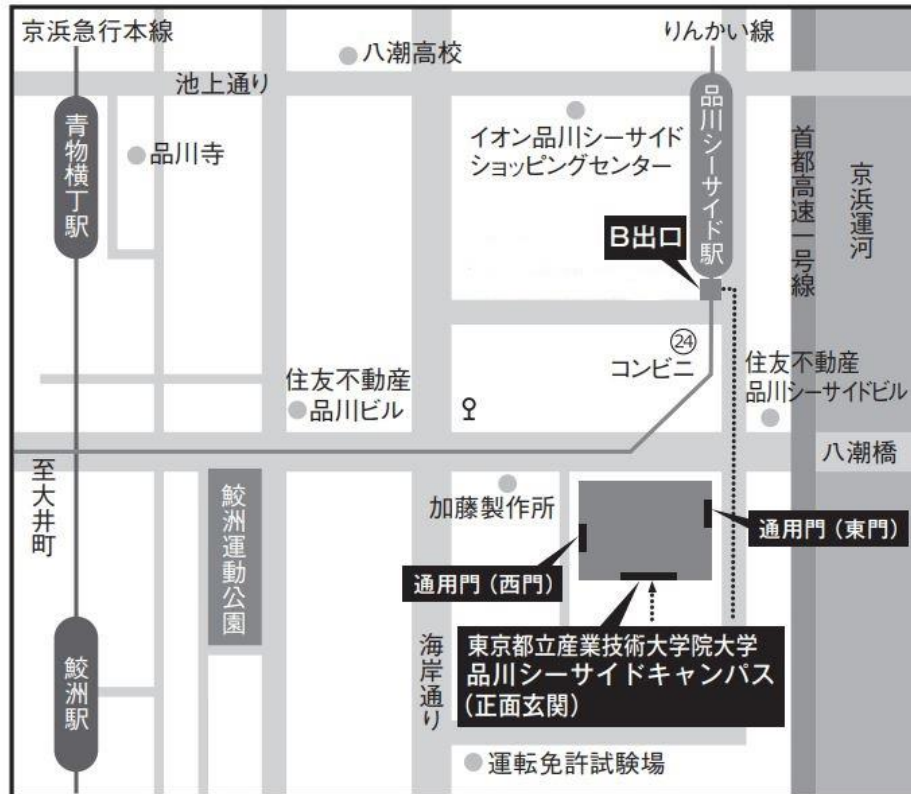 京浜急行本線
八潮高校
りんかい線
池上通り
青物横丁駅
品川寺
イオン品川シーサイド
ショッピングセンター
品川シーサイド駅
首都高速一号線
京浜運河
B出口
24
コンビニ
住友不動産
品川ビル
住友不動産
品川シーサイドビル
八潮橋
至大井町
鮫洲運動公園
加藤製作所
通用門(東門)
通用門(西門)
東京都立産業技術大学院大学
品川シーサイドキャンパス
(正面玄関)
海岸通り
鮫洲駅
運転免許試験場